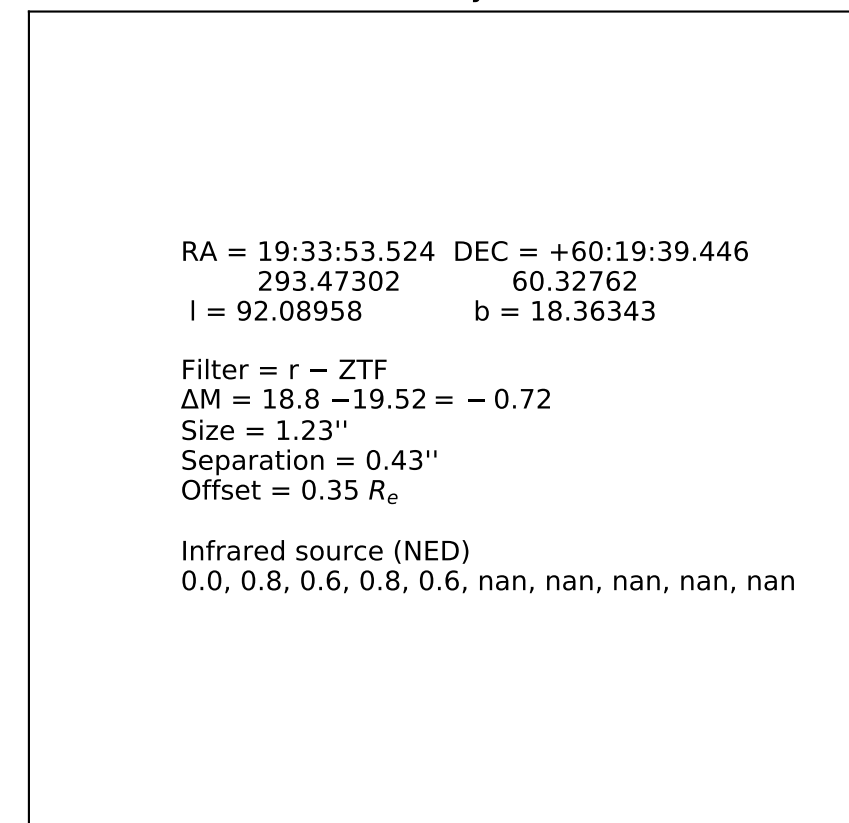 RA = 19:33:53.524 DEC = +60:19:39.446
293.47302 60.32762
l = 92.08958 b = 18.36343
Filter = r − ZTF
ΔM = 18.8 −19.52 = − 0.72
Size = 1.23''
Separation = 0.43''
Offset = 0.35 Rₑ
Infrared source (NED)
0.0, 0.8, 0.6, 0.8, 0.6, nan, nan, nan, nan, nan